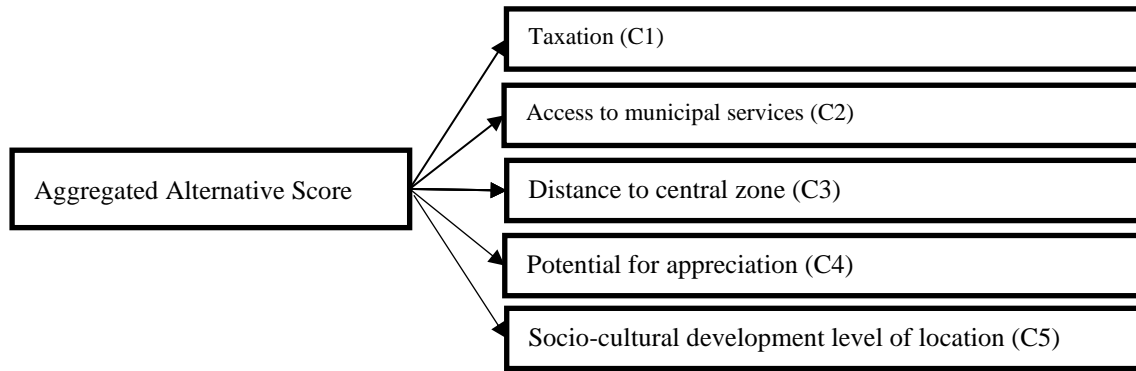 Taxation (C1)
Access to municipal services (C2)
Aggregated Alternative Score
Distance to central zone (C3)
Potential for appreciation (C4)
Socio-cultural development level of location (C5)